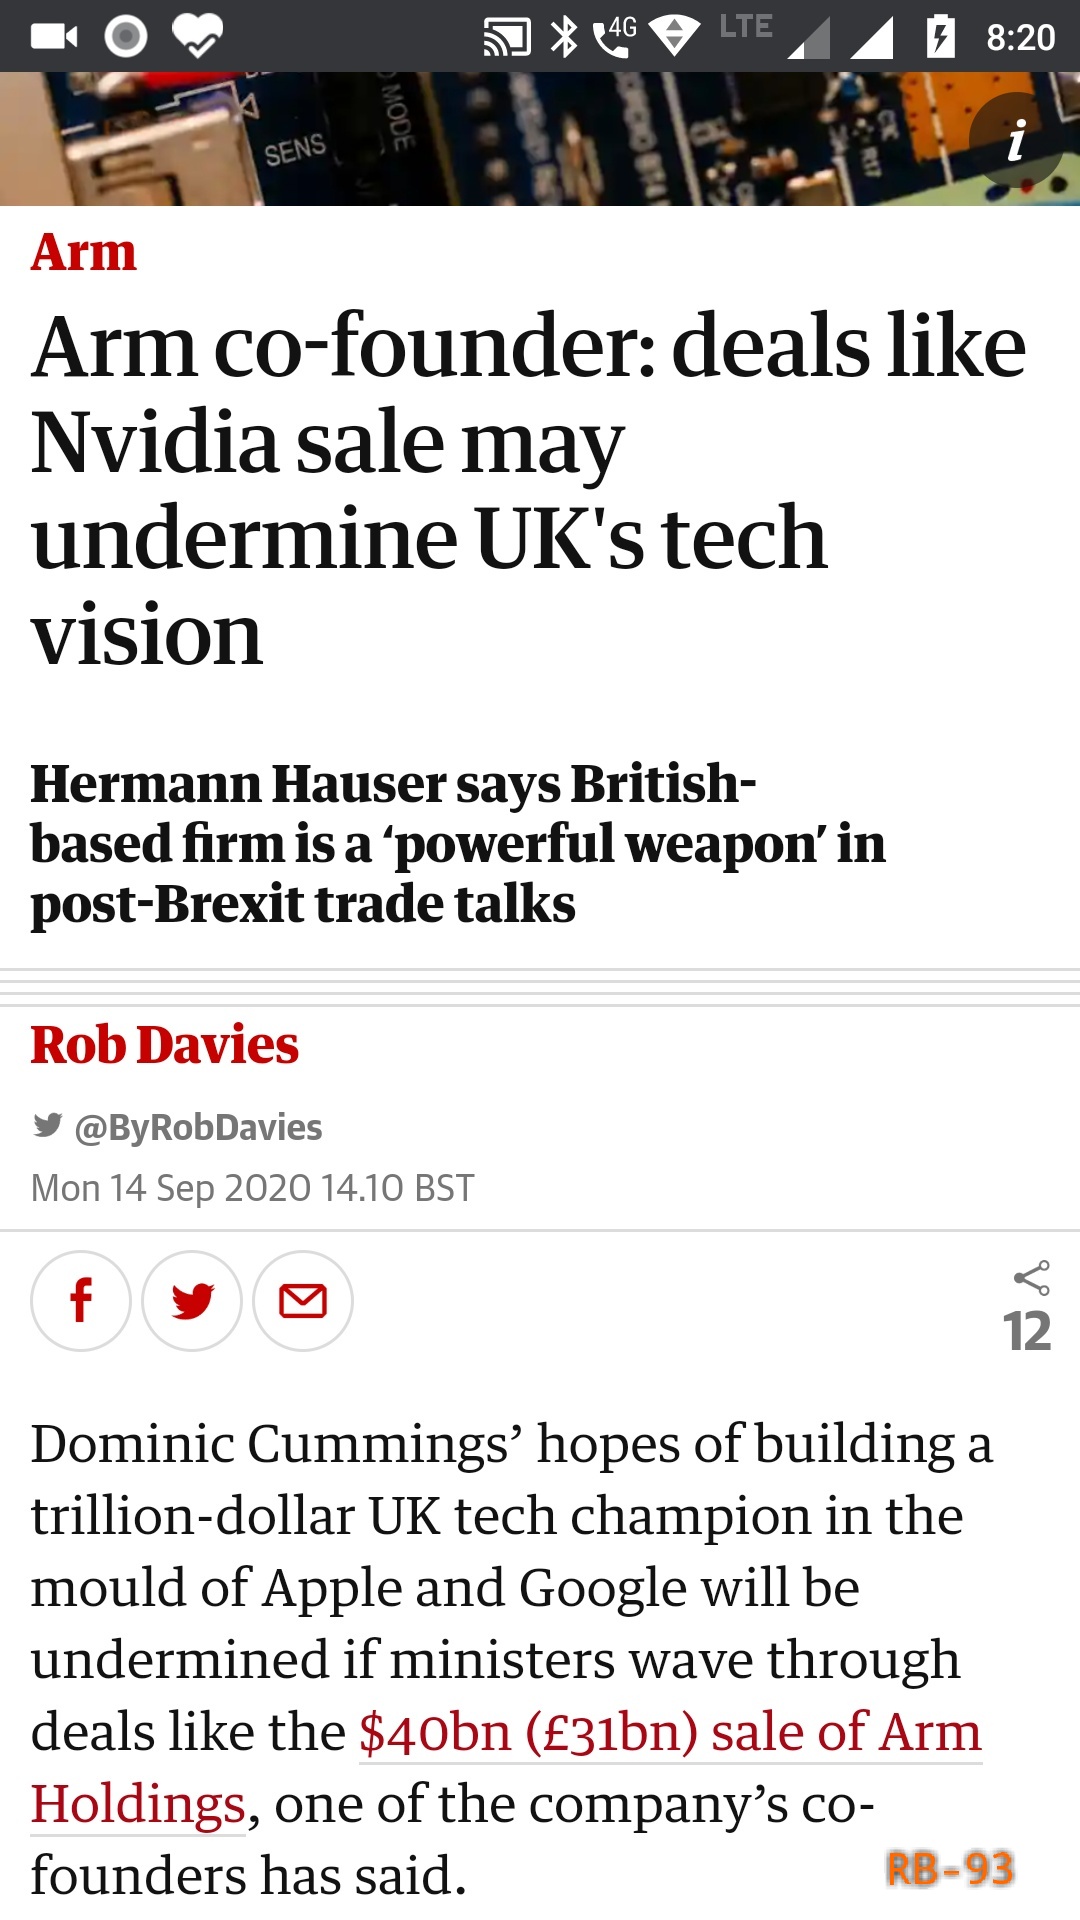 4G
LTE
8:20
SENS
MODE
i
Arm
Arm co-founder: deals like
Nvidia sale may
undermine UK's tech
vision
Hermann Hauser says British-
based firm is a ‘powerful weapon’ in
post-Brexit trade talks
Rob Davies
@ByRobDavies
Mon 14 Sep 2020 14.10 BST
12
Dominic Cummings’ hopes of building a
trillion-dollar UK tech champion in the
mould of Apple and Google will be
undermined if ministers wave through
deals like the $40bn (£31bn) sale of Arm
Holdings, one of the company’s co-
founders has said.
RB-93